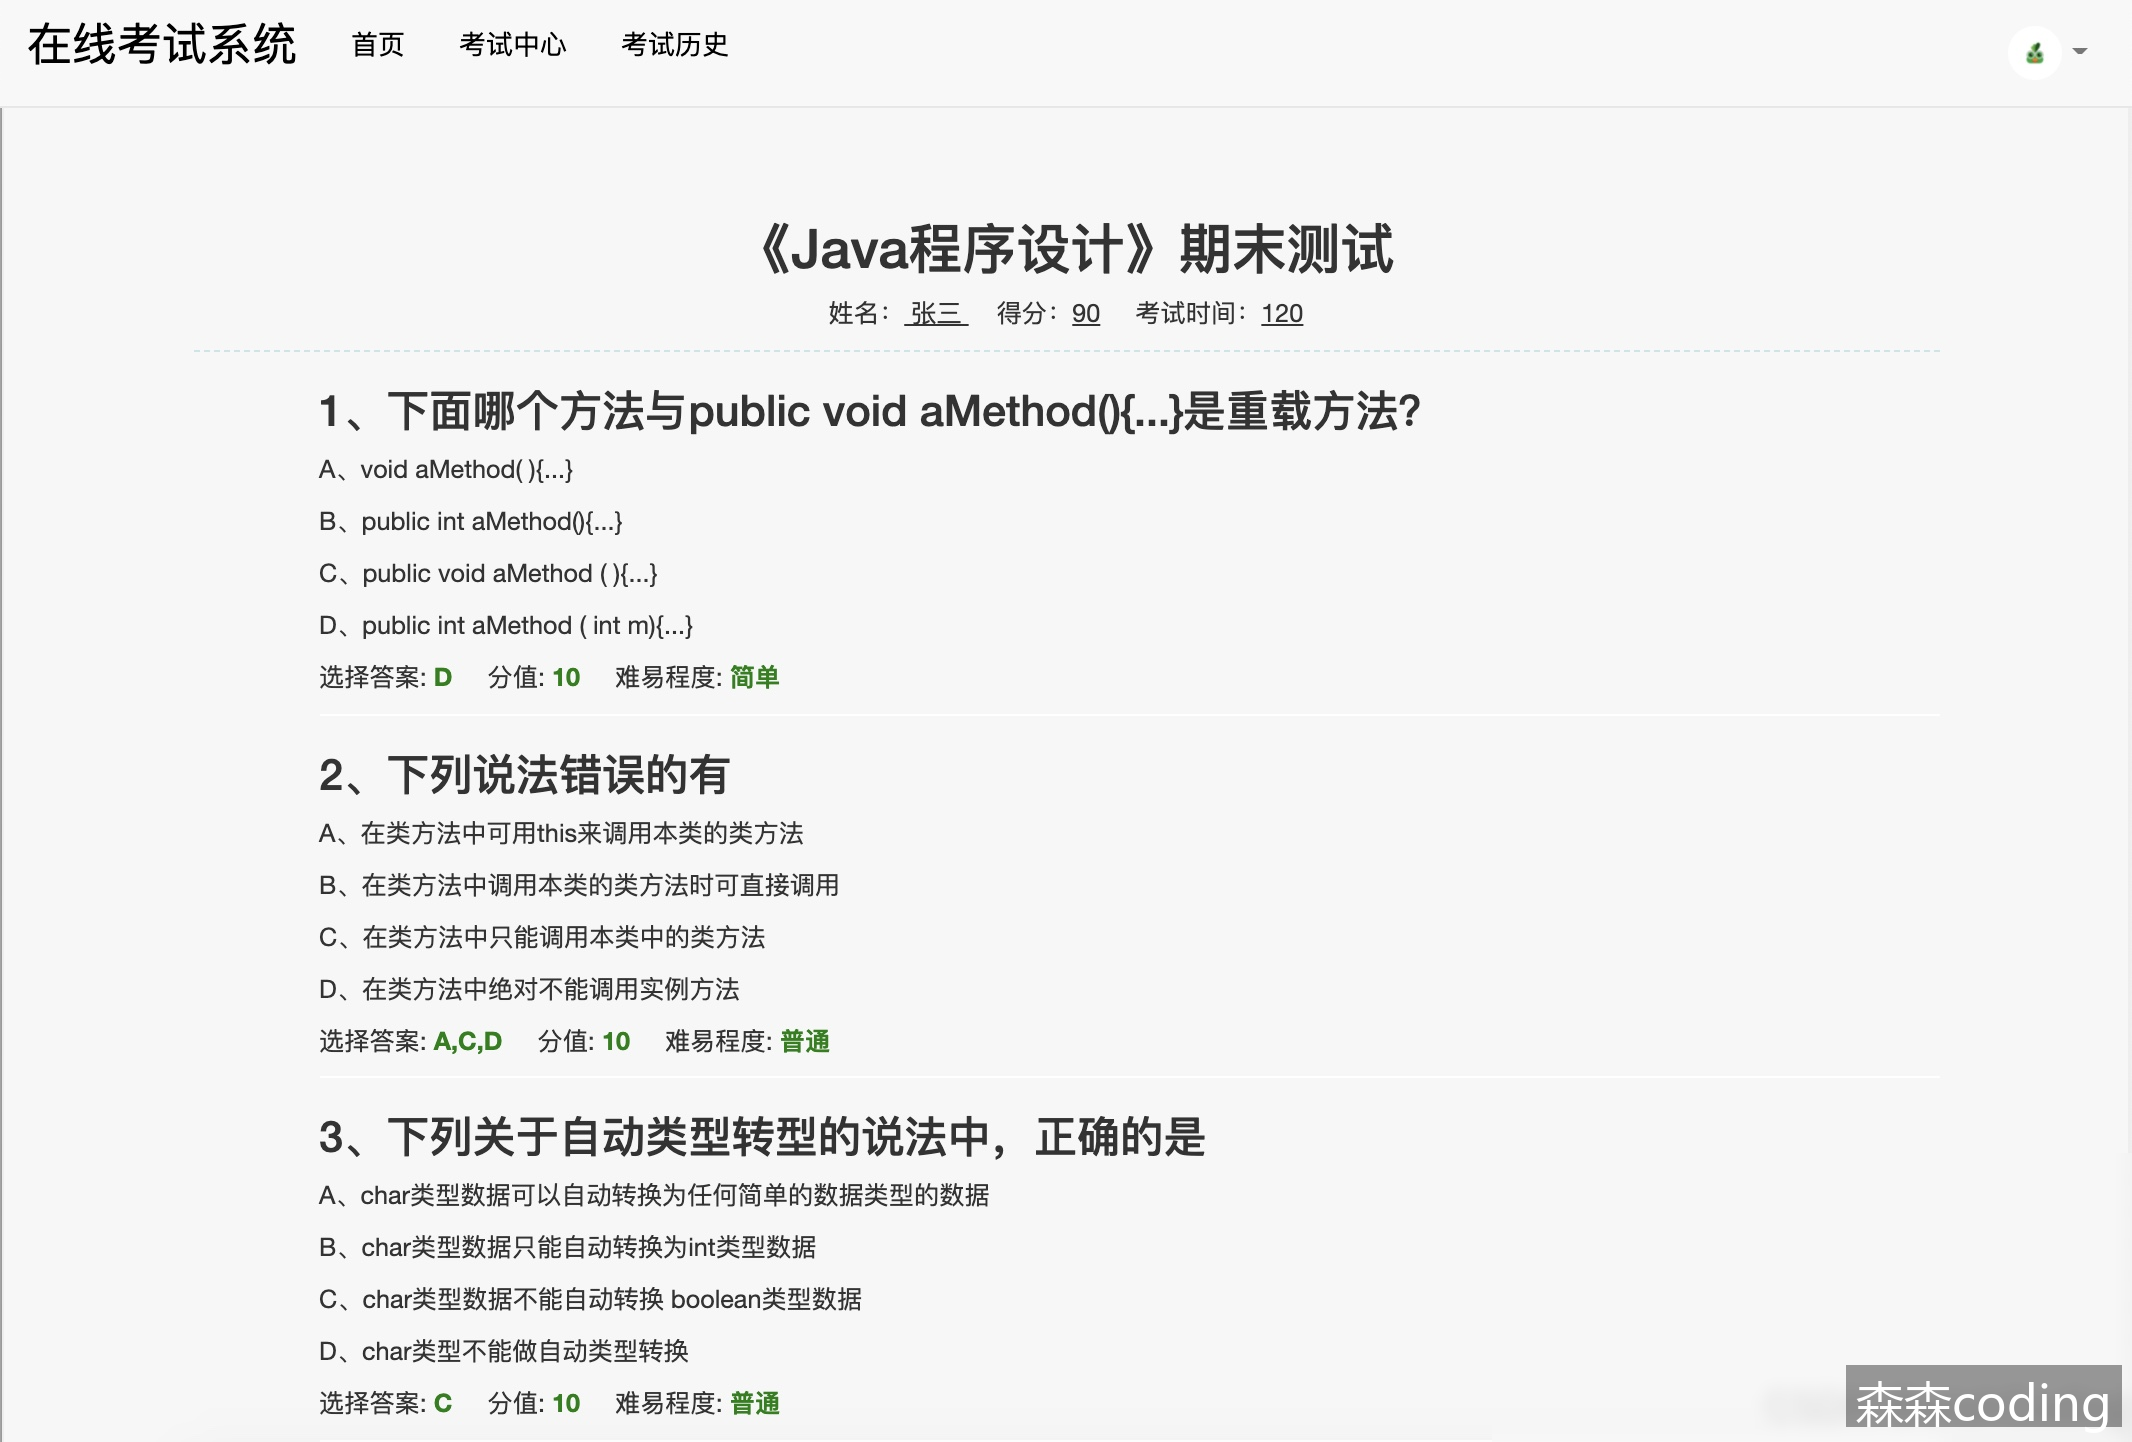 在线考试系统 首页 考试中心 考试历史
《Java程序设计》期末测试
姓名： 张三 得分：90 考试时间：120
1、下面哪个方法与public void aMethod(){...}是重载方法?
A、void aMethod( ){...}
B、public int aMethod(){...}
C、public void aMethod ( ){...}
D、public int aMethod ( int m){...}
选择答案: D 分值: 10 难易程度: 简单
2、下列说法错误的有
A、在类方法中可用this来调用本类的类方法
B、在类方法中调用本类的类方法时可直接调用
C、在类方法中只能调用本类中的类方法
D、在类方法中绝对不能调用实例方法
选择答案: A,C,D 分值: 10 难易程度: 普通
3、下列关于自动类型转型的说法中，正确的是
A、char类型数据可以自动转换为任何简单的数据类型的数据
B、char类型数据只能自动转换为int类型数据
C、char类型数据不能自动转换 boolean类型数据
D、char类型不能做自动类型转换
选择答案: C 分值: 10 难易程度: 普通
森森coding